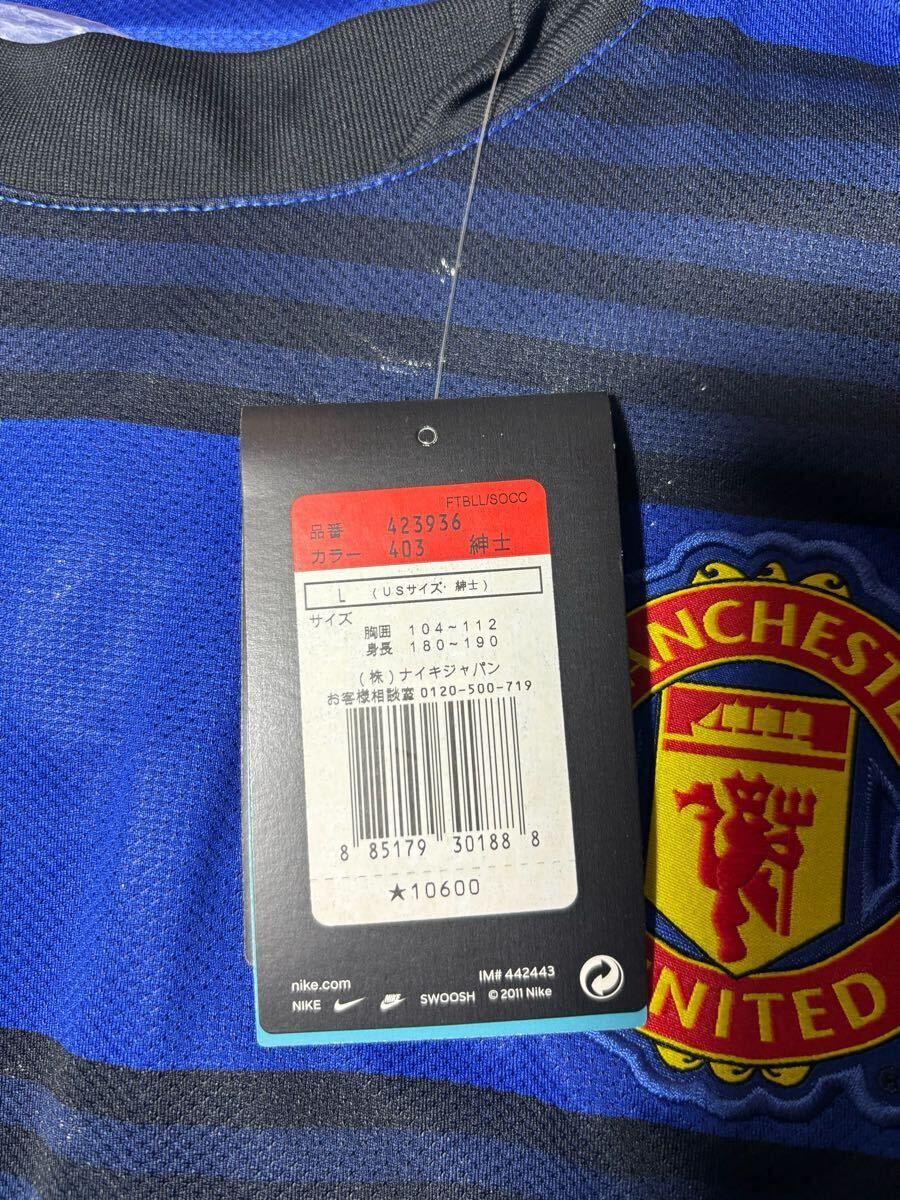 FTBLL/SOCC
品番 423936
カラー 403 紳士
L (USサイズ・紳士)
サイズ
胸囲 104~112
身長 180~190
(株)ナイキジャパン
お客様相談室 0120-500-719
8 85179 30188 8
★10600
nike.com
IM# 442443
NIKE
NIKE
SWOOSH
© 2011 Nike
ANCHESTE
NITED
®